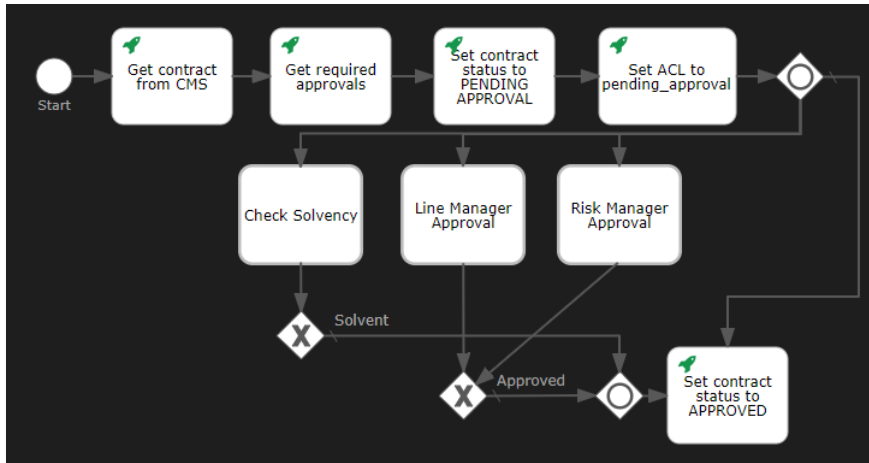 Get contract
from CMS
Get required
approvals
Set contract
status to
PENDING
APPROVAL
Set ACL to
pending_approval
Start
Check Solvency
Line Manager
Approval
Risk Manager
Approval
Solvent
X
Approved
X
Set contract
status to
APPROVED